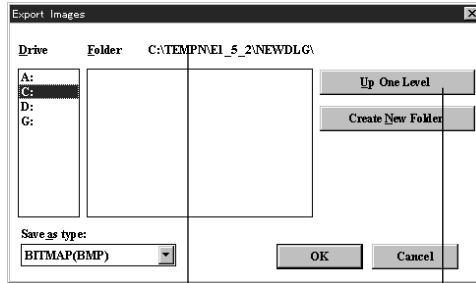 Export Images
Drive Folder C:\TEMPN\E1_5_2\NEWDLG\
A:
C:
D:
G:
Up One Level
Create New Folder
Save as type:
BITMAP(BMP)
OK Cancel